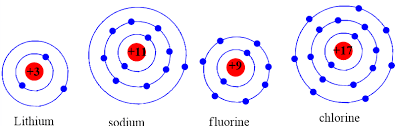 +3 +11 +9 +17
Lithium sodium fluorine chlorine